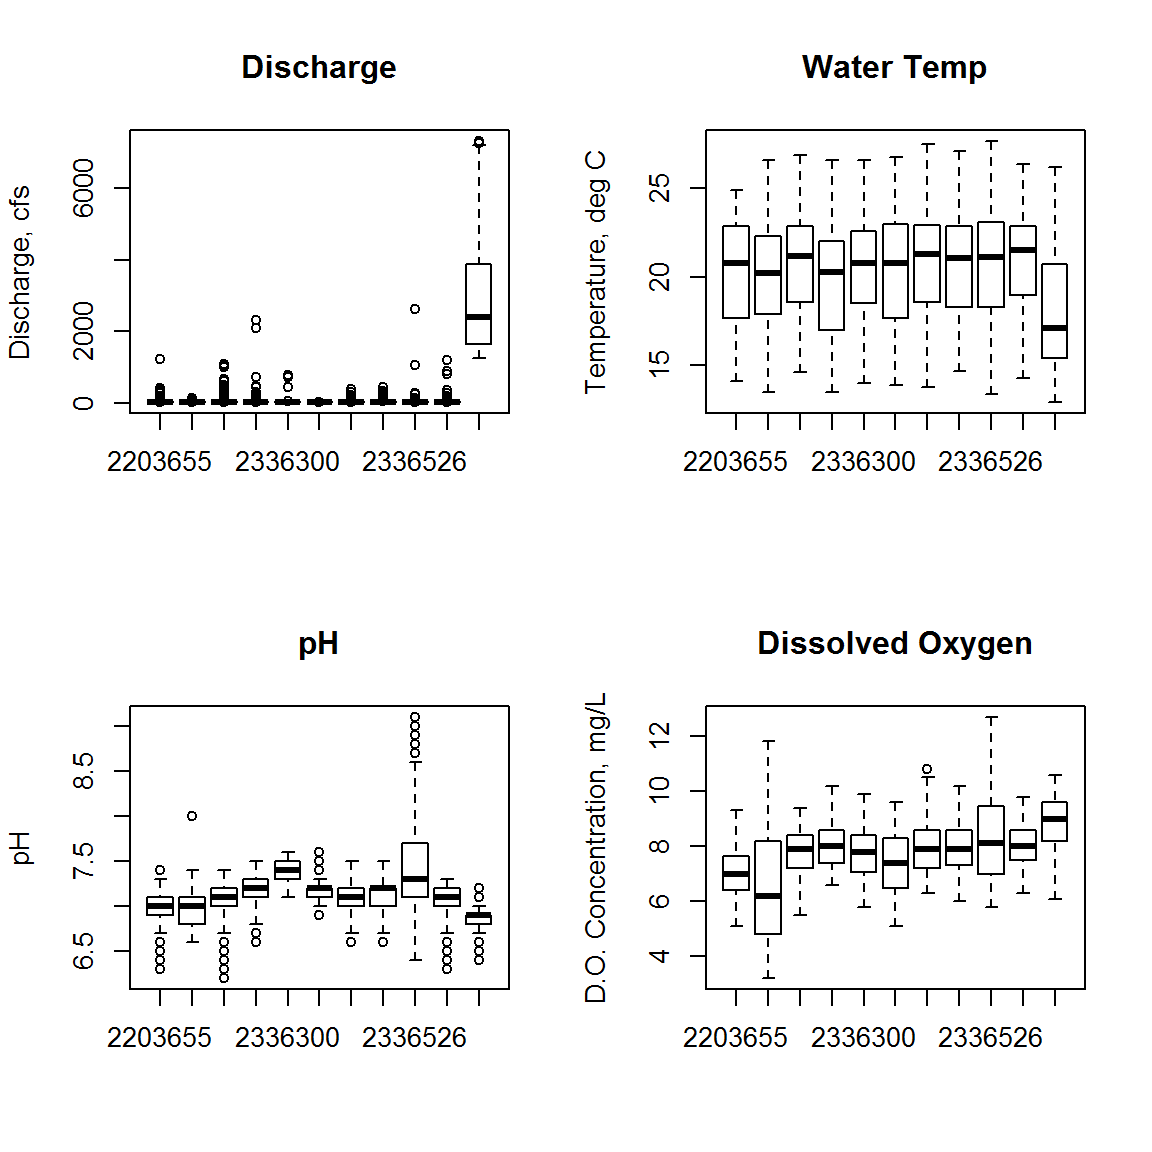 Discharge
Discharge, cfs
6000
2000
0
2203655 2336300 2336526
Water Temp
Temperature, deg C
25
20
15
2203655 2336300 2336526
pH
pH
8.5
7.5
6.5
2203655 2336300 2336526
Dissolved Oxygen
D.O. Concentration, mg/L
12
10
8
6
4
2203655 2336300 2336526